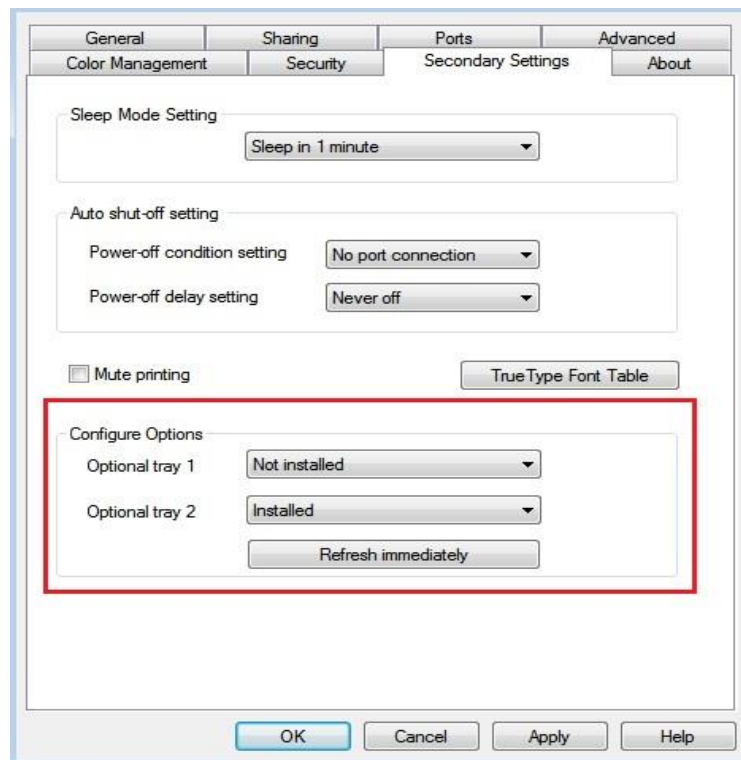 General Sharing Ports Advanced
Color Management Security Secondary Settings About
Sleep Mode Setting
Sleep in 1 minute
Auto shut-off setting
Power-off condition setting No port connection
Power-off delay setting Never off
Mute printing TrueType Font Table
Configure Options
Optional tray 1 Not installed
Optional tray 2 Installed
Refresh immediately
OK Cancel Apply Help